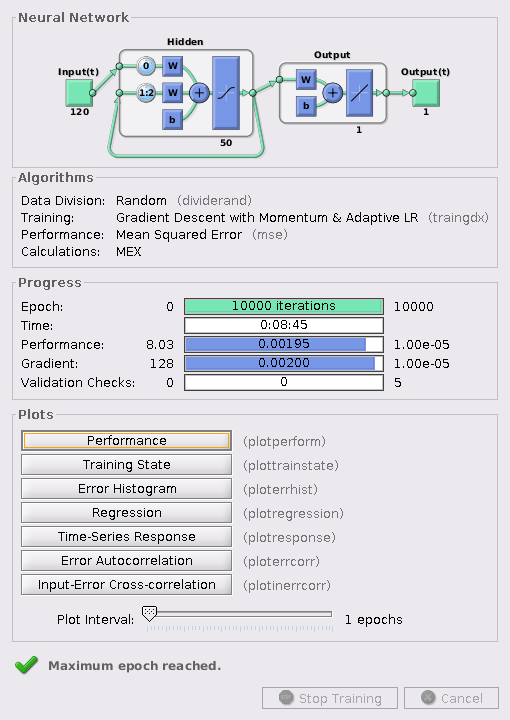 Neural Network
Hidden
Output
Input(t)
Output(t)
0
W
1:2
W
b
W
b
120
50
1
1
Algorithms
Data Division: Random (dividerand)
Training: Gradient Descent with Momentum & Adaptive LR (traingdx)
Performance: Mean Squared Error (mse)
Calculations: MEX
Progress
Epoch: 0 10000 iterations 10000
Time: 0:08:45
Performance: 8.03 0.00195 1.00e-05
Gradient: 128 0.00200 1.00e-05
Validation Checks: 0 0 5
Plots
Performance (plotperform)
Training State (plottrainstate)
Error Histogram (ploterrhist)
Regression (plotregression)
Time-Series Response (plotresponse)
Error Autocorrelation (ploterrcorr)
Input-Error Cross-correlation (plotinerrcorr)
Plot Interval: 1 epochs
Maximum epoch reached.
Stop Training Cancel